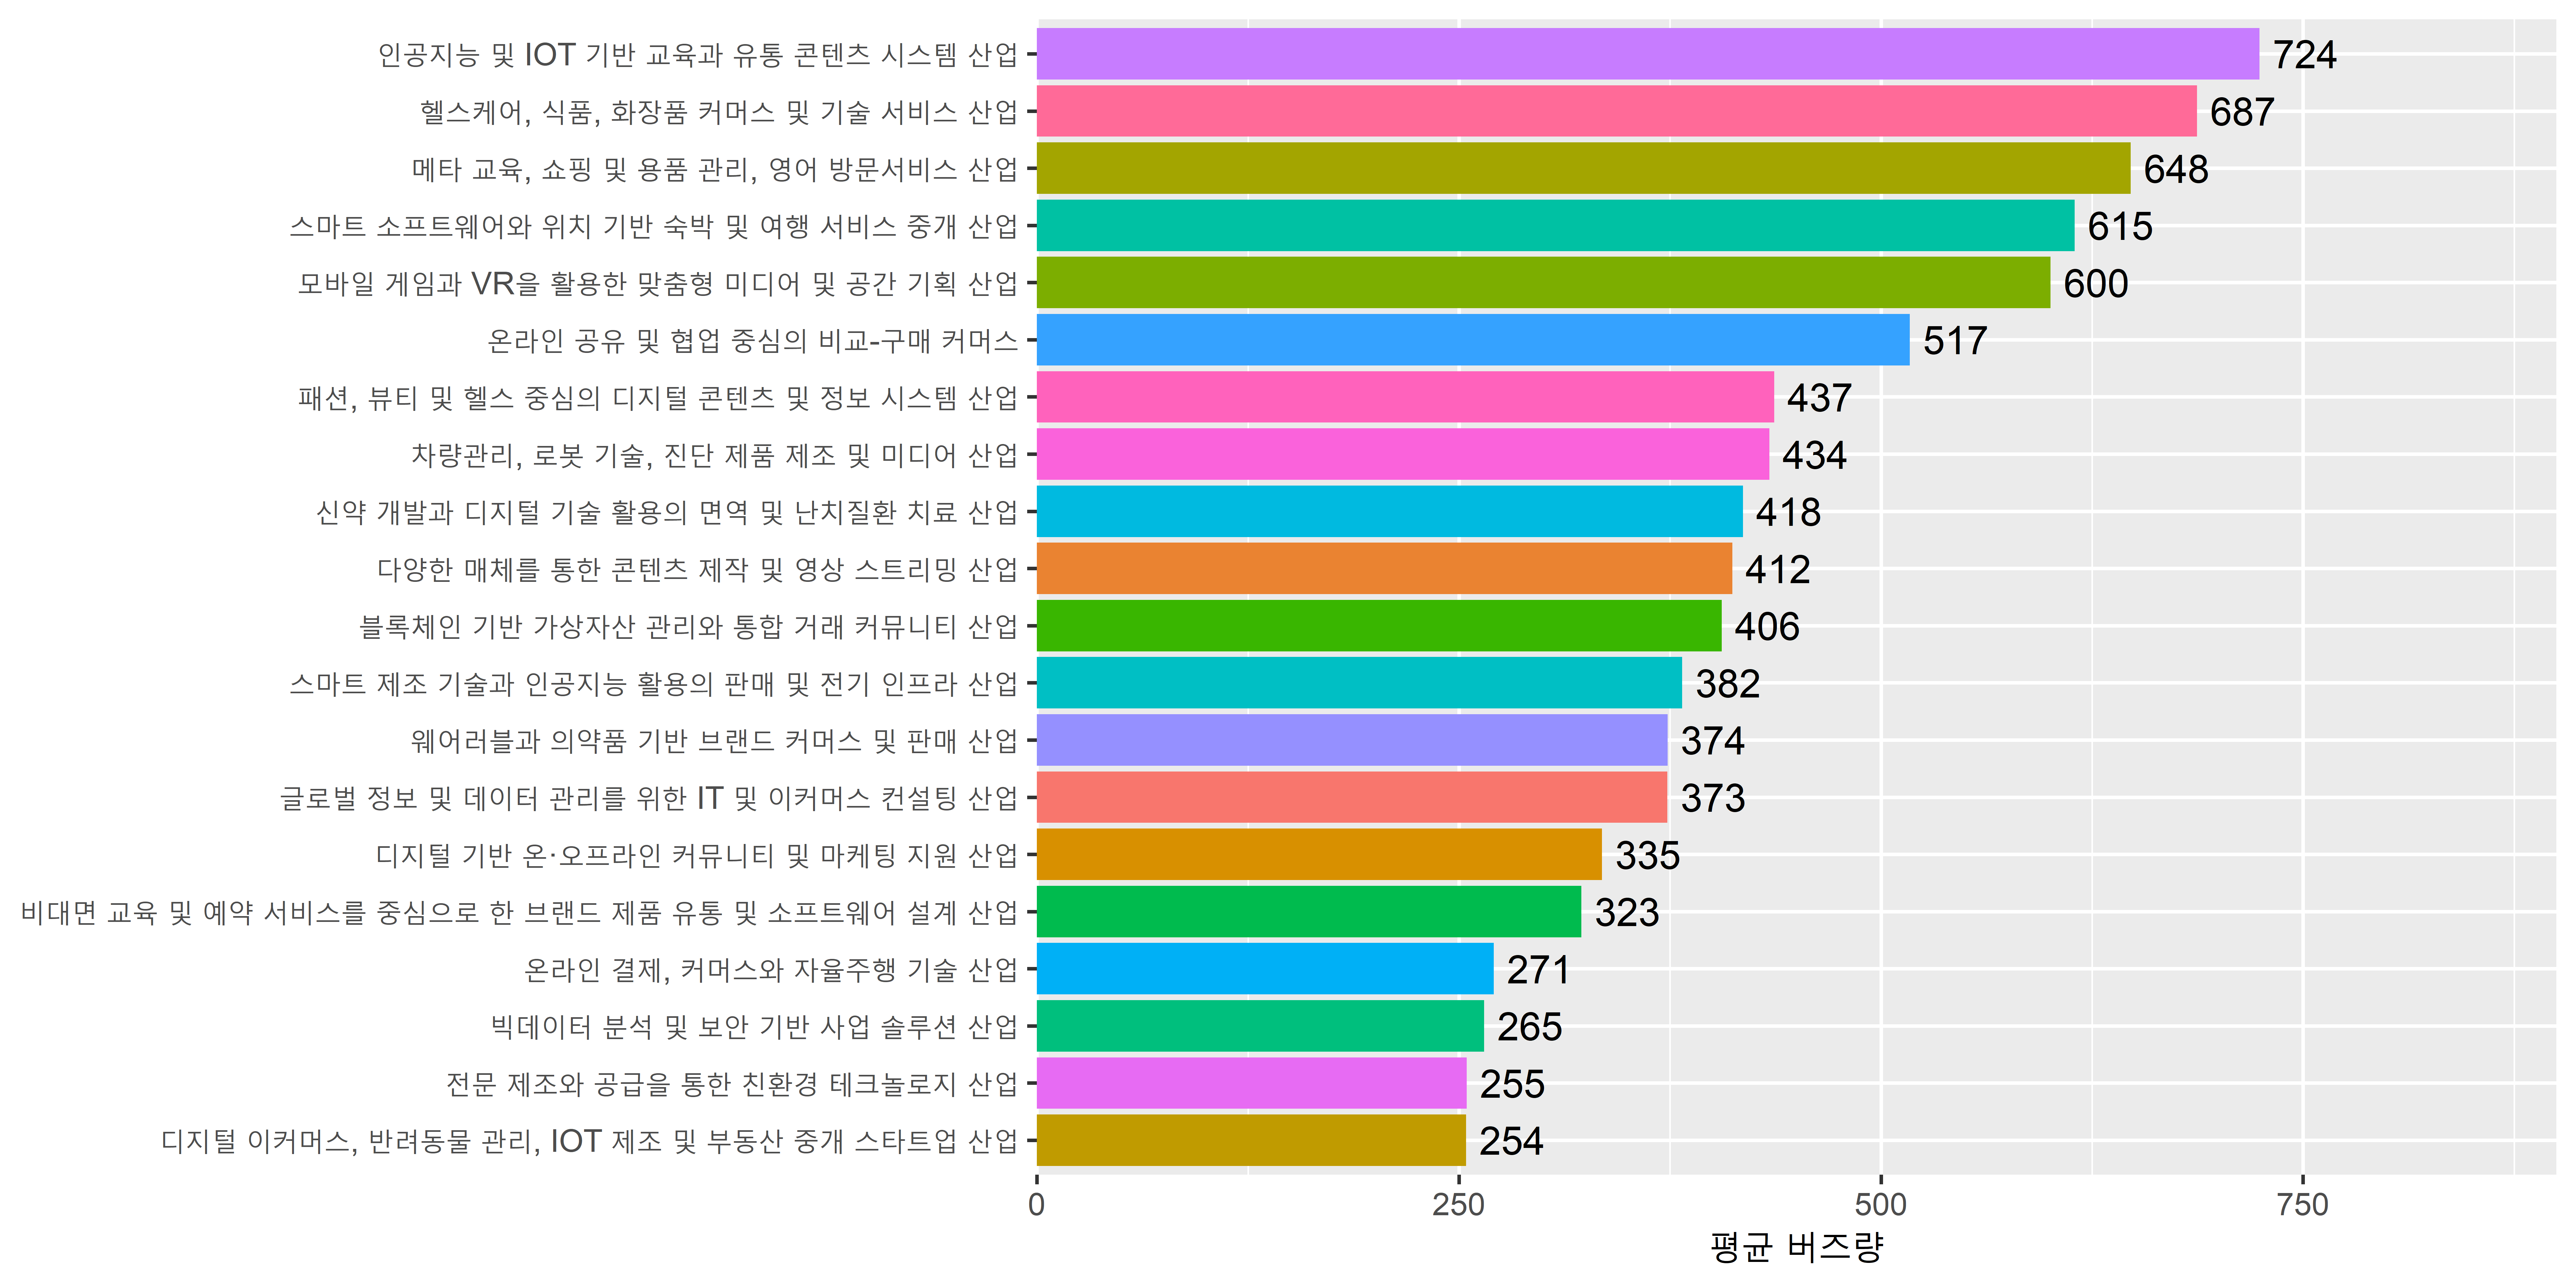 인공지능 및 IOT 기반 교육과 유통 콘텐츠 시스템 산업 724
헬스케어, 식품, 화장품 커머스 및 기술 서비스 산업 687
메타 교육, 쇼핑 및 용품 관리, 영어 방문서비스 산업 648
스마트 소프트웨어와 위치 기반 숙박 및 여행 서비스 중개 산업 615
모바일 게임과 VR을 활용한 맞춤형 미디어 및 공간 기획 산업 600
온라인 공유 및 협업 중심의 비교-구매 커머스 517
패션, 뷰티 및 헬스 중심의 디지털 콘텐츠 및 정보 시스템 산업 437
차량관리, 로봇 기술, 진단 제품 제조 및 미디어 산업 434
신약 개발과 디지털 기술 활용의 면역 및 난치질환 치료 산업 418
다양한 매체를 통한 콘텐츠 제작 및 영상 스트리밍 산업 412
블록체인 기반 가상자산 관리와 통합 거래 커뮤니티 산업 406
스마트 제조 기술과 인공지능 활용의 판매 및 전기 인프라 산업 382
웨어러블과 의약품 기반 브랜드 커머스 및 판매 산업 374
글로벌 정보 및 데이터 관리를 위한 IT 및 이커머스 컨설팅 산업 373
디지털 기반 온·오프라인 커뮤니티 및 마케팅 지원 산업 335
비대면 교육 및 예약 서비스를 중심으로 한 브랜드 제품 유통 및 소프트웨어 설계 산업 323
온라인 결제, 커머스와 자율주행 기술 산업 271
빅데이터 분석 및 보안 기반 사업 솔루션 산업 265
전문 제조와 공급을 통한 친환경 테크놀로지 산업 255
디지털 이커머스, 반려동물 관리, IOT 제조 및 부동산 중개 스타트업 산업 254
0 250 500 750
평균 버즈량